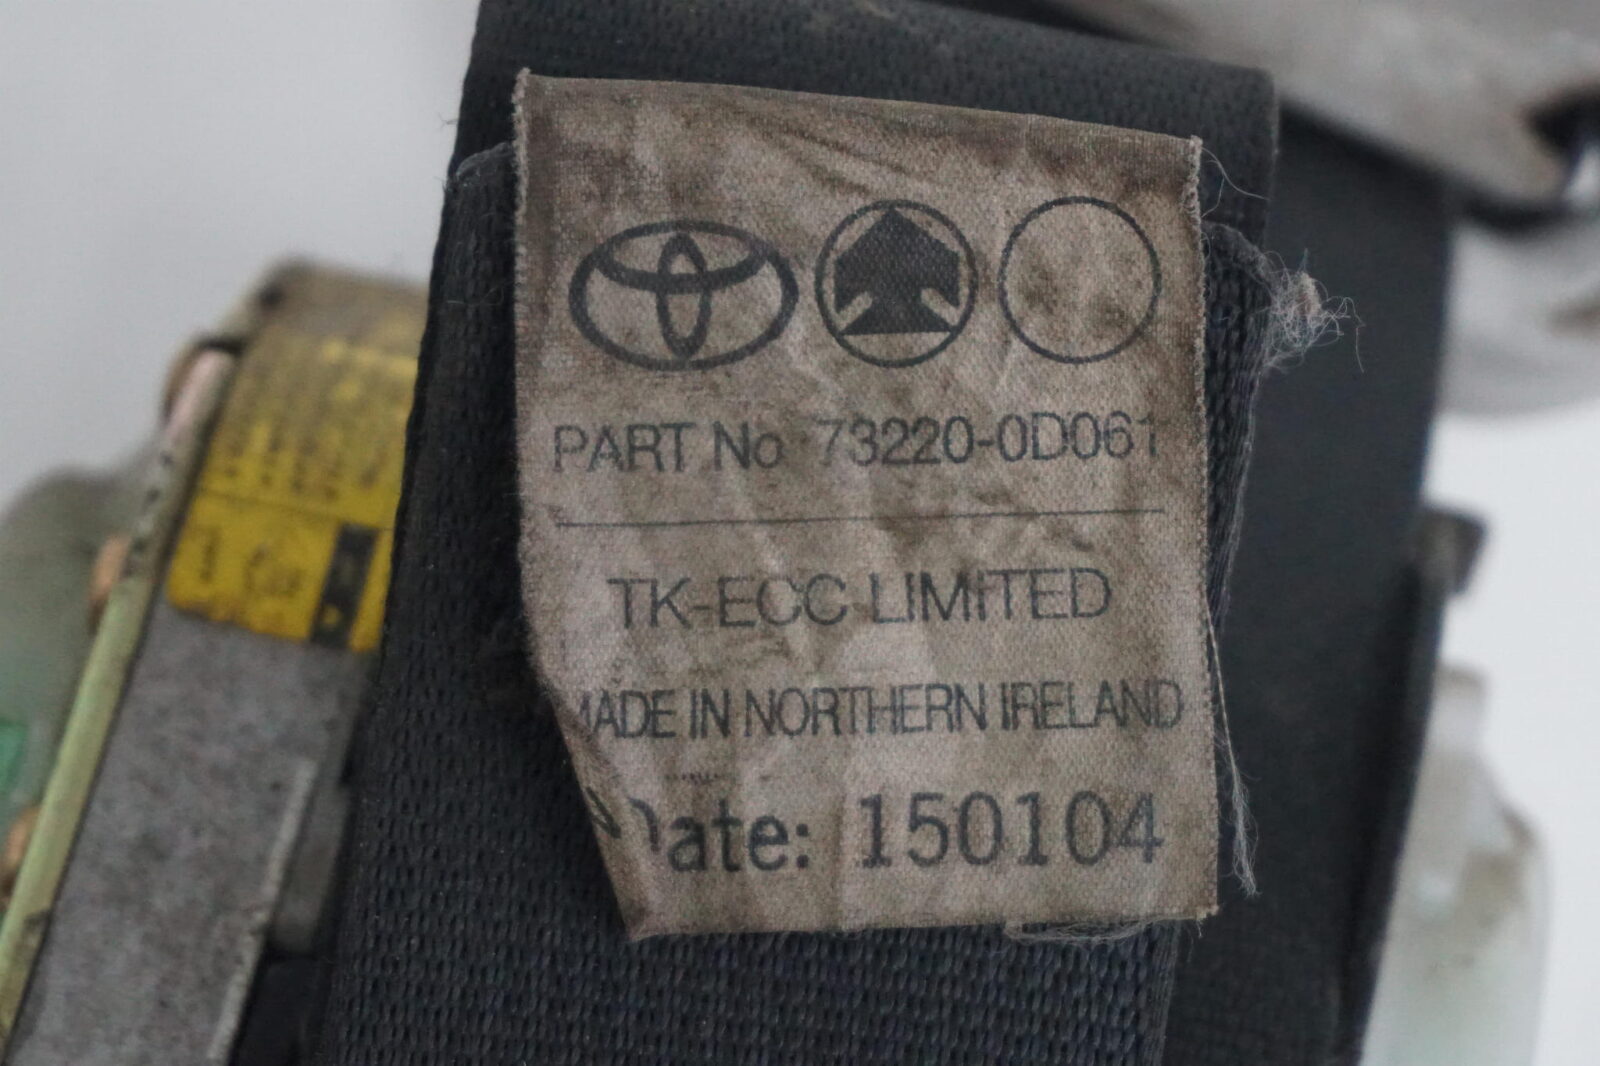 PART No 73220-0D061
TK-ECC LIMITED
MADE IN NORTHERN IRELAND
Date: 150104